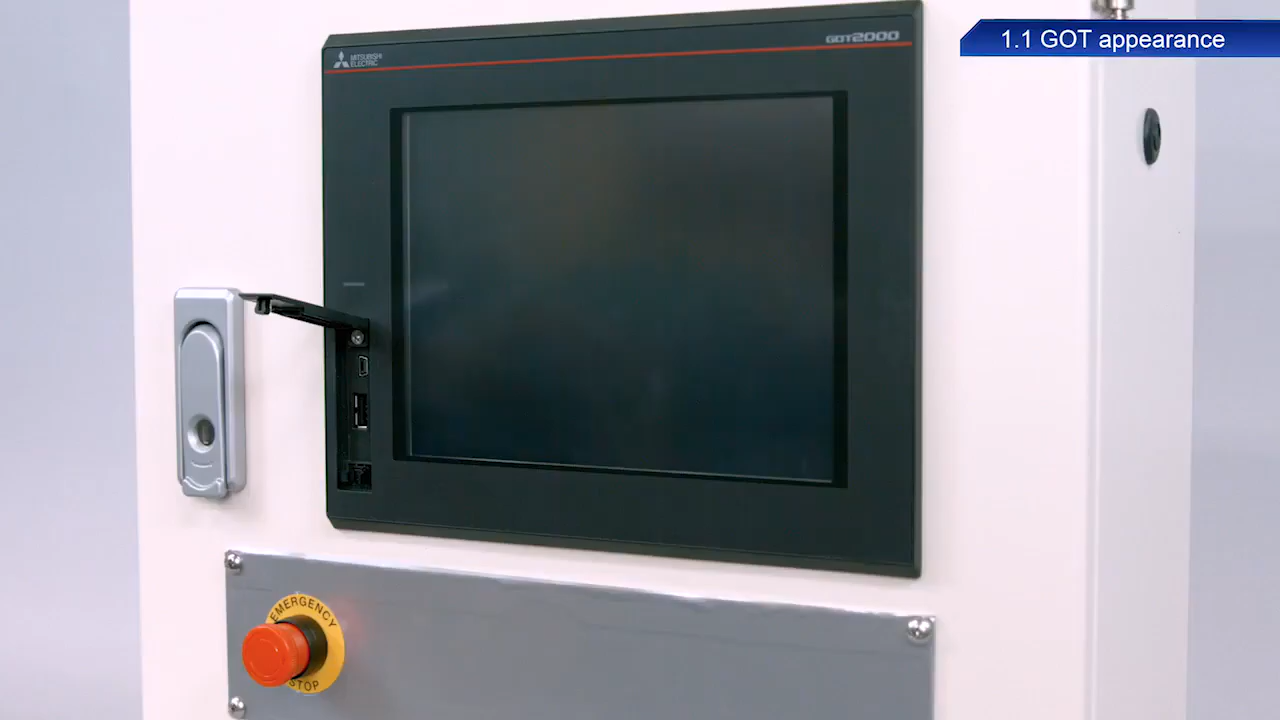 1.1 GOT appearance
GOT2000
MITSUBISHI
ELECTRIC
EMERGENCY
STOP